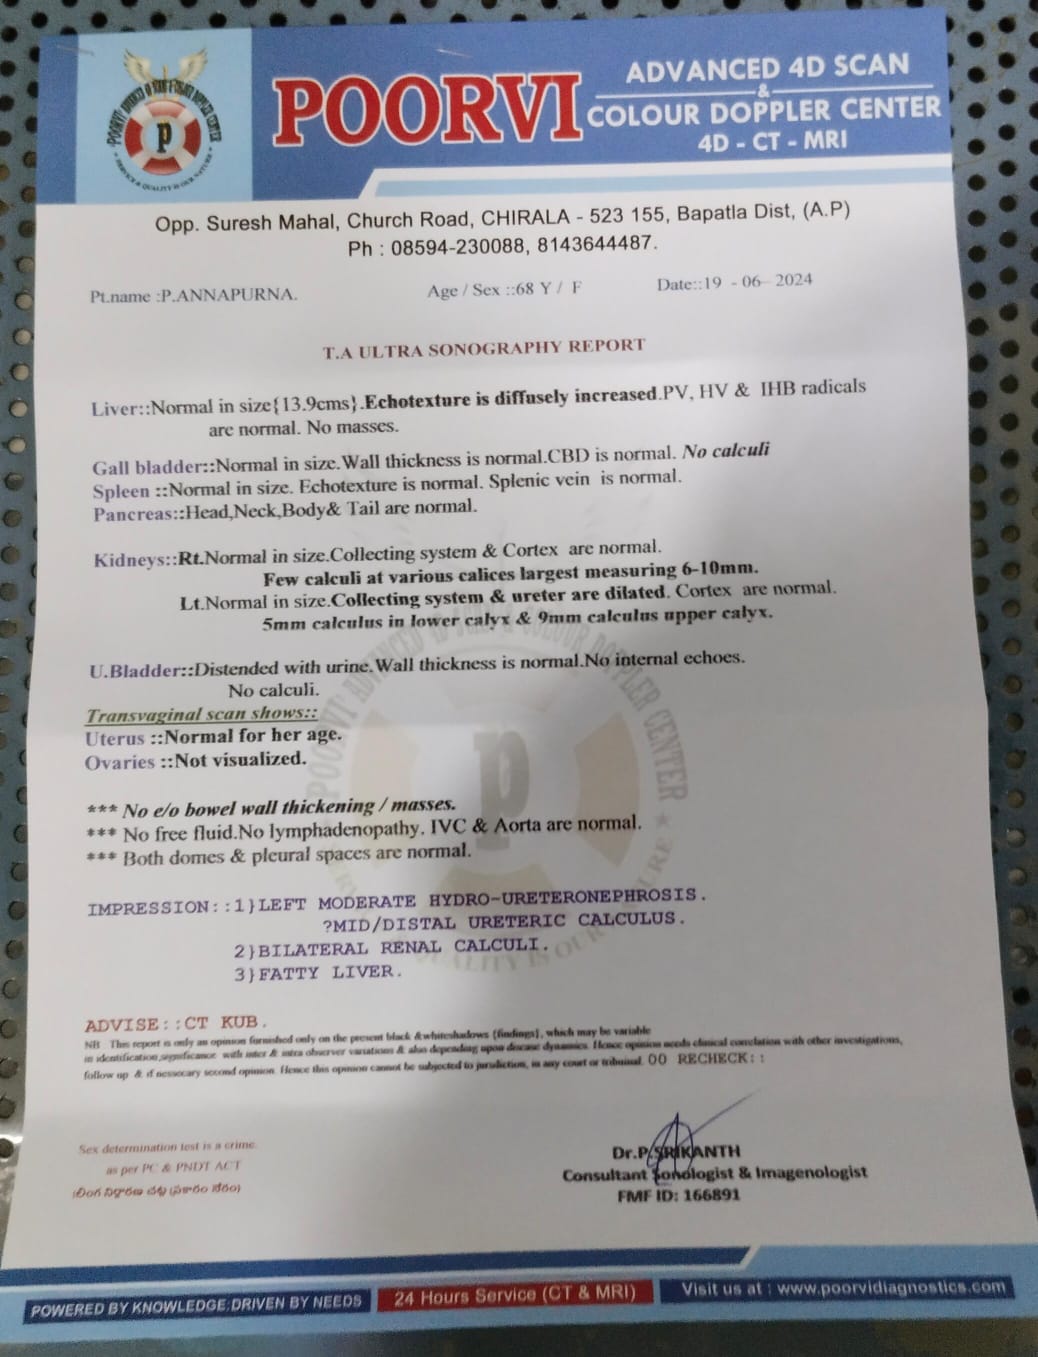 POORVI
ADVANCED 4D SCAN
&
COLOUR DOPPLER CENTER
4D - CT - MRI
POORVI ADVANCED 4D SCAN & COLOUR DOPPLER CENTER
p
SERVICE & QUALITY IS OUR NATURE
Opp. Suresh Mahal, Church Road, CHIRALA - 523 155, Bapatla Dist, (A.P)
Ph : 08594-230088, 8143644487.
Pt.name :P.ANNAPURNA. Age / Sex ::68 Y / F Date::19 - 06- 2024
T.A ULTRA SONOGRAPHY REPORT
Liver::Normal in size{13.9cms}.Echotexture is diffusely increased.PV, HV & IHB radicals
are normal. No masses.
Gall bladder::Normal in size.Wall thickness is normal.CBD is normal. No calculi
Spleen ::Normal in size. Echotexture is normal. Splenic vein is normal.
Pancreas::Head,Neck,Body& Tail are normal.
Kidneys::Rt.Normal in size.Collecting system & Cortex are normal.
Few calculi at various calices largest measuring 6-10mm.
Lt.Normal in size.Collecting system & ureter are dilated. Cortex are normal.
5mm calculus in lower calyx & 9mm calculus upper calyx.
U.Bladder::Distended with urine.Wall thickness is normal.No internal echoes.
No calculi.
Transvaginal scan shows::
Uterus ::Normal for her age.
Ovaries ::Not visualized.
*** No e/o bowel wall thickening / masses.
*** No free fluid.No lymphadenopathy. IVC & Aorta are normal.
*** Both domes & pleural spaces are normal.
IMPRESSION::1}LEFT MODERATE HYDRO-URETERONEPHROSIS.
?MID/DISTAL URETERIC CALCULUS.
2}BILATERAL RENAL CALCULI.
3}FATTY LIVER.
ADVISE::CT KUB.
NB This report is only an opinion furnished only on the present black &whiteshadows {findings}, which may be variable
in identification,significance with inter & intra observer variations & also depending upon disease dynamics. Hence opinion needs clinical correlation with other investigations,
follow up & if nessecary second opinion. Hence this opinion cannot be subjected to jurisdiction, in any court or tribunal. 00 RECHECK::
Sex determination test is a crime.
as per PC & PNDT ACT
Dr.P.SRIKANTH
Consultant Sonologist & Imagenologist
FMF ID: 166891
POWERED BY KNOWLEDGE:DRIVEN BY NEEDS
24 Hours Service (CT & MRI)
Visit us at : www.poorvidiagnostics.com